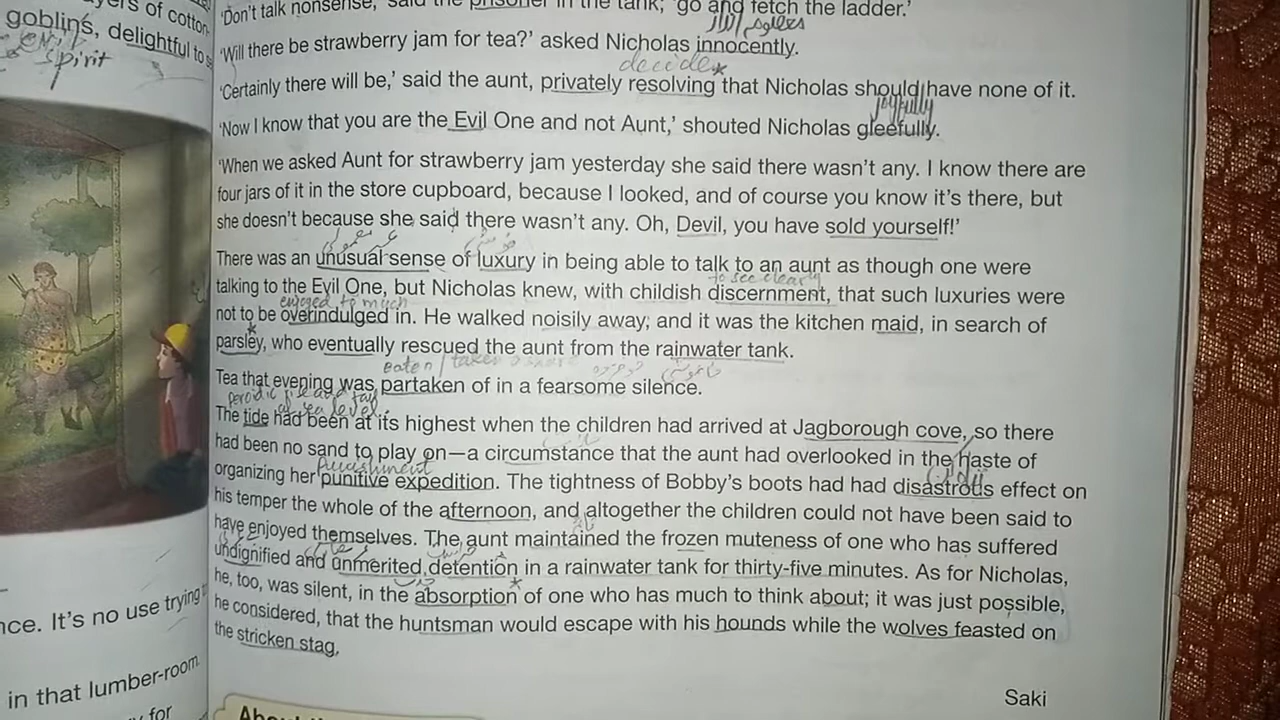 yers of cotton
goblins, delightful to
spirit
nce. It's no use trying
in that lumber-room.
for
'Don't talk nonsense,' said the prisoner in the tank; 'go and fetch the ladder.'
'Will there be strawberry jam for tea?' asked Nicholas innocently.
decide*
'Certainly there will be,' said the aunt, privately resolving that Nicholas should have none of it.
joyfully
'Now I know that you are the Evil One and not Aunt,' shouted Nicholas gleefully.
'When we asked Aunt for strawberry jam yesterday she said there wasn't any. I know there are
four jars of it in the store cupboard, because I looked, and of course you know it's there, but
she doesn't because she said there wasn't any. Oh, Devil, you have sold yourself!'
There was an unusual sense of luxury in being able to talk to an aunt as though one were
to see clearly
talking to the Evil One, but Nicholas knew, with childish discernment, that such luxuries were
enjoyed to much
not to be overindulged in. He walked noisily away, and it was the kitchen maid, in search of
parsley, who eventually rescued the aunt from the rainwater tank.
eaten / taken
Tea that evening was partaken of in a fearsome silence.
perodic rise and fall
of sea level
The tide had been at its highest when the children had arrived at Jagborough cove, so there
had been no sand to play on—a circumstance that the aunt had overlooked in the haste of
organizing her punitive expedition. The tightness of Bobby's boots had had disastrous effect on
his temper the whole of the afternoon, and altogether the children could not have been said to
have enjoyed themselves. The aunt maintained the frozen muteness of one who has suffered
undignified and unmerited detention in a rainwater tank for thirty-five minutes. As for Nicholas,
he, too, was silent, in the absorption* of one who has much to think about; it was just possible,
he considered, that the huntsman would escape with his hounds while the wolves feasted on
the stricken stag.
Saki